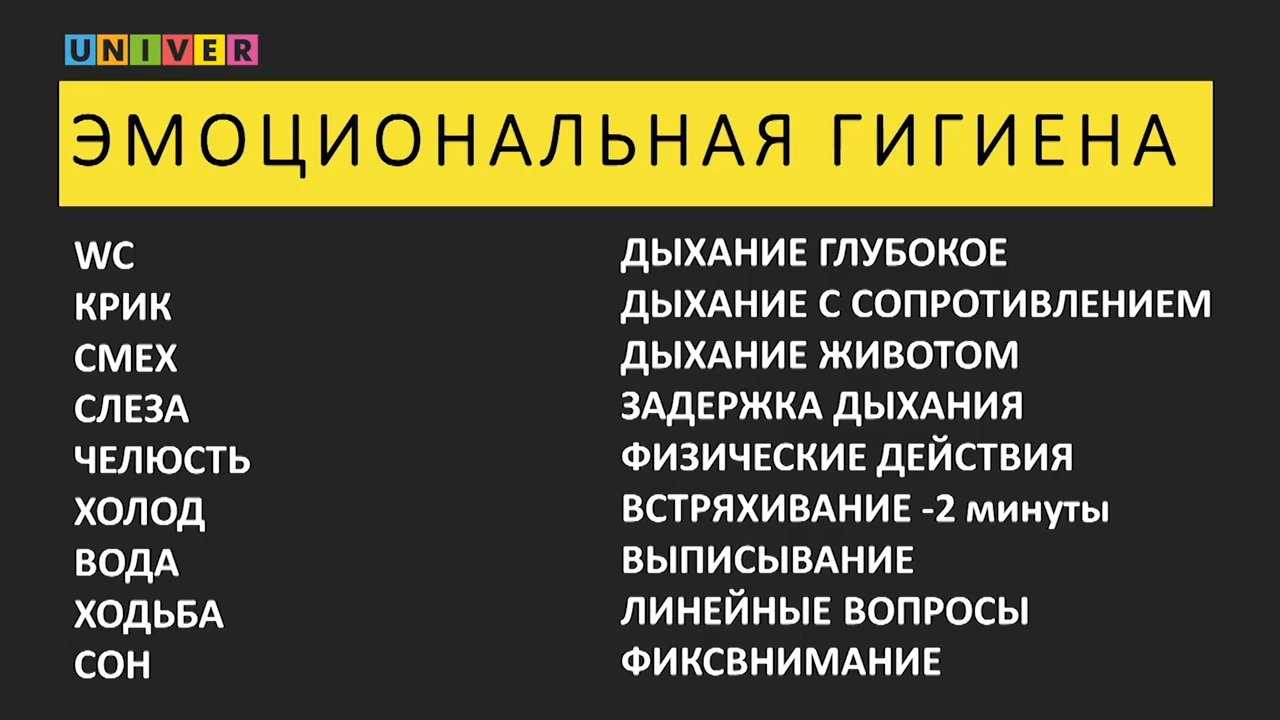 UNIVER
ЭМОЦИОНАЛЬНАЯ ГИГИЕНА
WC
КРИК
СМЕХ
СЛЕЗА
ЧЕЛЮСТЬ
ХОЛОД
ВОДА
ХОДЬБА
СОН
ДЫХАНИЕ ГЛУБОКОЕ
ДЫХАНИЕ С СОПРОТИВЛЕНИЕМ
ДЫХАНИЕ ЖИВОТОМ
ЗАДЕРЖКА ДЫХАНИЯ
ФИЗИЧЕСКИЕ ДЕЙСТВИЯ
ВСТРЯХИВАНИЕ -2 минуты
ВЫПИСЫВАНИЕ
ЛИНЕЙНЫЕ ВОПРОСЫ
ФИКСВНИМАНИЕ